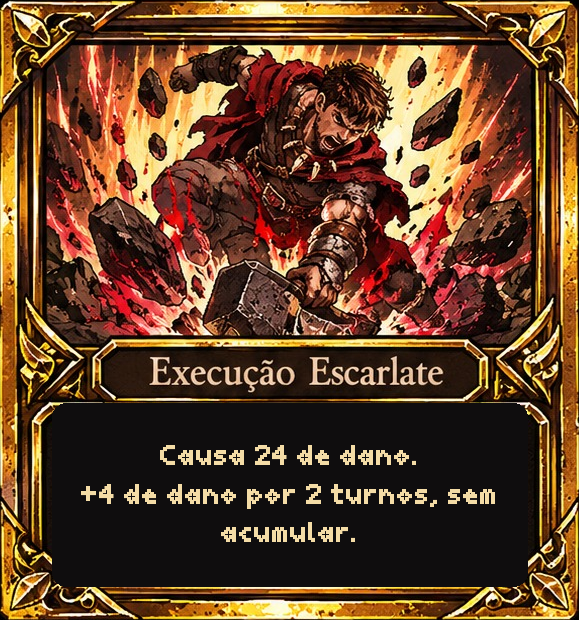 Execução Escarlate
Causa 24 de dano.
+4 de dano por 2 turnos, sem
acumular.